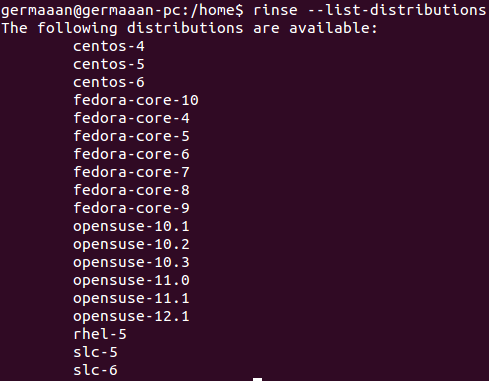 germaaan@germaaan-pc:/home$ rinse --list-distributions
The following distributions are available:
centos-4
centos-5
centos-6
fedora-core-10
fedora-core-4
fedora-core-5
fedora-core-6
fedora-core-7
fedora-core-8
fedora-core-9
opensuse-10.1
opensuse-10.2
opensuse-10.3
opensuse-11.0
opensuse-11.1
opensuse-12.1
rhel-5
slc-5
slc-6